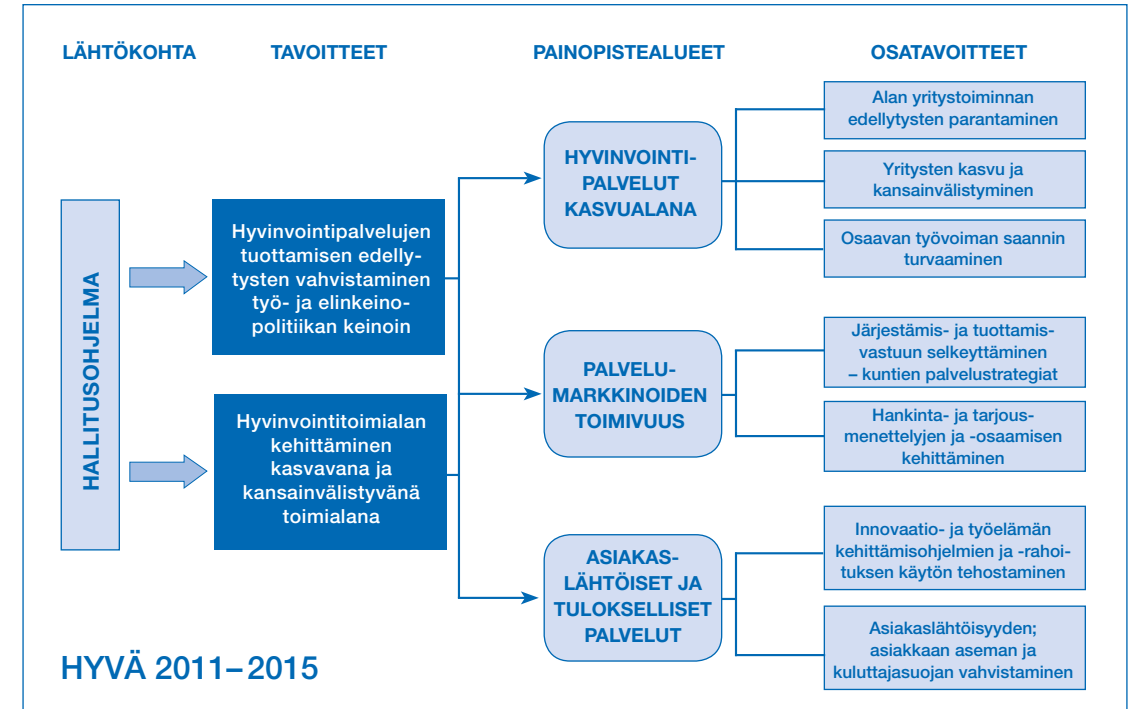 LÄHTÖKOHTA
TAVOITTEET
PAINOPISTEALUEET
OSATAVOITTEET
HALLITUSOHJELMA
Hyvinvointipalvelujen
tuottamisen edelly-
tysten vahvistaminen
työ- ja elinkeino-
politiikan keinoin
Hyvinvointitoimialan
kehittäminen
kasvavana ja
kansainvälistyvänä
toimialana
HYVINVOINTI-
PALVELUT
KASVUALANA
Alan yritystoiminnan
edellytysten parantaminen
Yritysten kasvu ja
kansainvälistyminen
Osaavan työvoiman saannin
turvaaminen
PALVELU-
MARKKINOIDEN
TOIMIVUUS
Järjestämis- ja tuottamis-
vastuun selkeyttäminen
– kuntien palvelustrategiat
Hankinta- ja tarjous-
menettelyjen ja -osaamisen
kehittäminen
ASIAKAS-
LÄHTÖISET JA
TULOKSELLISET
PALVELUT
Innovaatio- ja työelämän
kehittämisohjelmien ja -rahoi-
tuksen käytön tehostaminen
Asiakaslähtöisyyden;
asiakkaan aseman ja
kuluttajasuojan vahvistaminen
HYVÄ 2011–2015